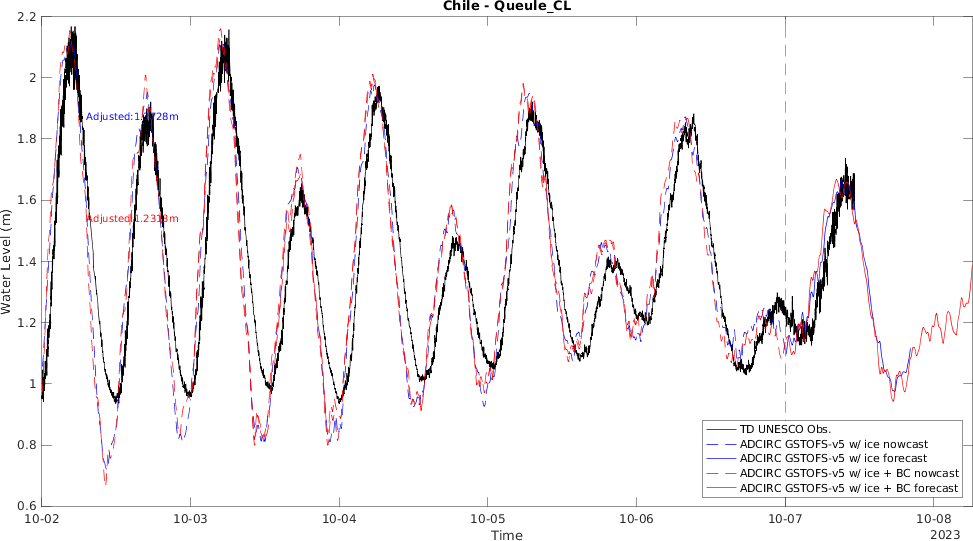 Chile - Queule_CL
2.2
2
1.8
1.6
1.4
1.2
1
0.8
0.6
Water Level (m)
Adjusted:1.2313m
TD UNESCO Obs.
ADCIRC GSTOFS-v5 w/ ice nowcast
ADCIRC GSTOFS-v5 w/ ice forecast
ADCIRC GSTOFS-v5 w/ ice + BC nowcast
ADCIRC GSTOFS-v5 w/ ice + BC forecast
10-02
10-03
10-04
10-05
10-06
10-07
10-08
Time
2023